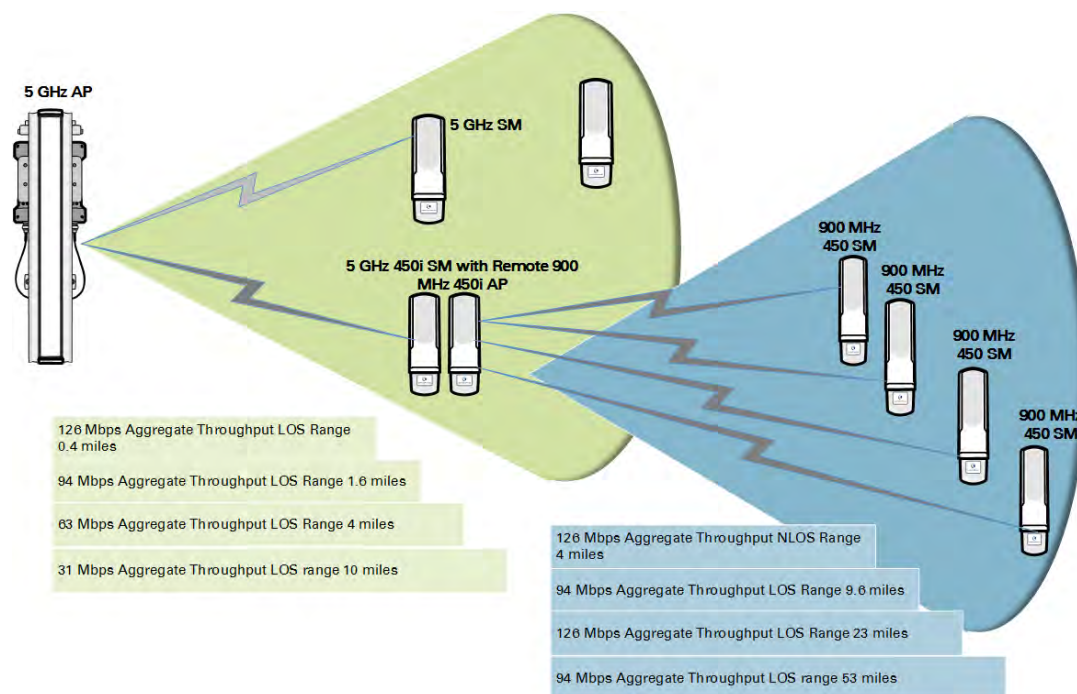 5 GHz AP
5 GHz SM
5 GHz 450i SM with Remote 900
MHz 450i AP
900 MHz
450 SM
900 MHz
450 SM
900 MHz
450 SM
900 MHz
450 SM
126 Mbps Aggregate Throughput LOS Range
0.4 miles
94 Mbps Aggregate Throughput LOS Range 1.6 miles
63 Mbps Aggregate Throughput LOS Range 4 miles
31 Mbps Aggregate Throughput LOS range 10 miles
126 Mbps Aggregate Throughput NLOS Range
4 miles
94 Mbps Aggregate Throughput LOS Range 9.6 miles
126 Mbps Aggregate Throughput LOS Range 23 miles
94 Mbps Aggregate Throughput LOS range 53 miles